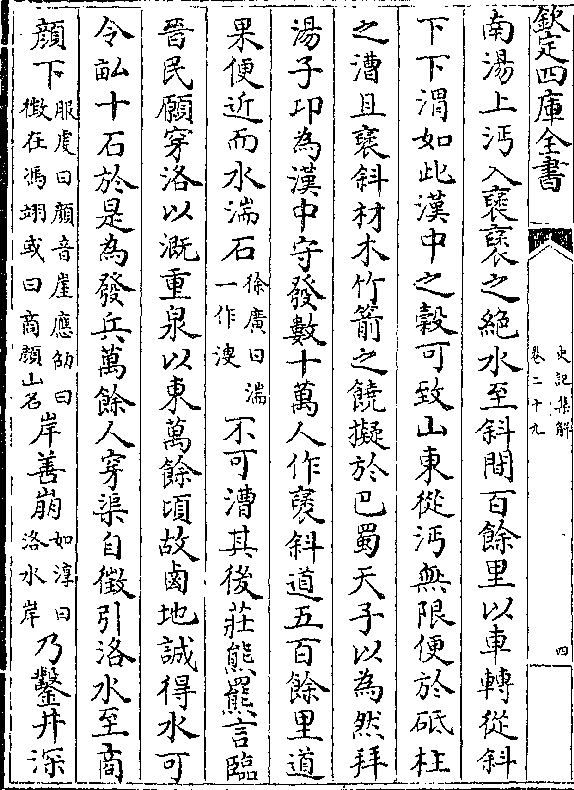 欽定四庫全書
史記集解
卷二十九
四
南湯上沔入褒褒之絶水至斜間百餘里以車轉從斜
下下渭如此漢中之穀可致山東從沔無限便於砥柱
之漕且褒斜材木竹箭之饒擬於巴蜀天子以為然拜
湯子卬為漢中守發數十萬人作褒斜道五百餘里道
果便近而水湍石徐廣曰湍一作溲不可漕其後莊熊羆言臨
晉民願穿洛以溉重泉以東萬餘頃故鹵地誠得水可
令畝十石於是為發兵萬餘人穿渠自徵引洛水至商
顔下服䖍曰顔音崖應劭曰徵在馮翊或曰商顔山名岸善崩如淳曰洛水岸乃鑿井深